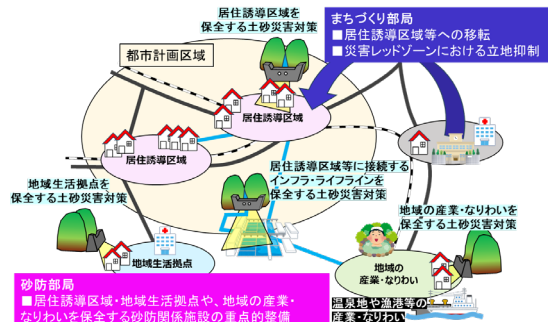 居住誘導区域を
保全する土砂災害対策
まちづくり部局
■居住誘導区域等への移転
■災害レッドゾーンにおける立地抑制
都市計画区域
居住誘導区域
居住誘導区域
居住誘導区域等に接続する
インフラ・ライフラインを
保全する土砂災害対策
地域生活拠点を
保全する土砂災害対策
地域の産業・なりわいを
保全する土砂災害対策
地域生活拠点
地域の
産業・なりわい
砂防部局
■居住誘導区域・地域生活拠点や、地域の産業・
なりわいを保全する砂防関係施設の重点的整備
温泉地や漁港等の
産業・なりわい